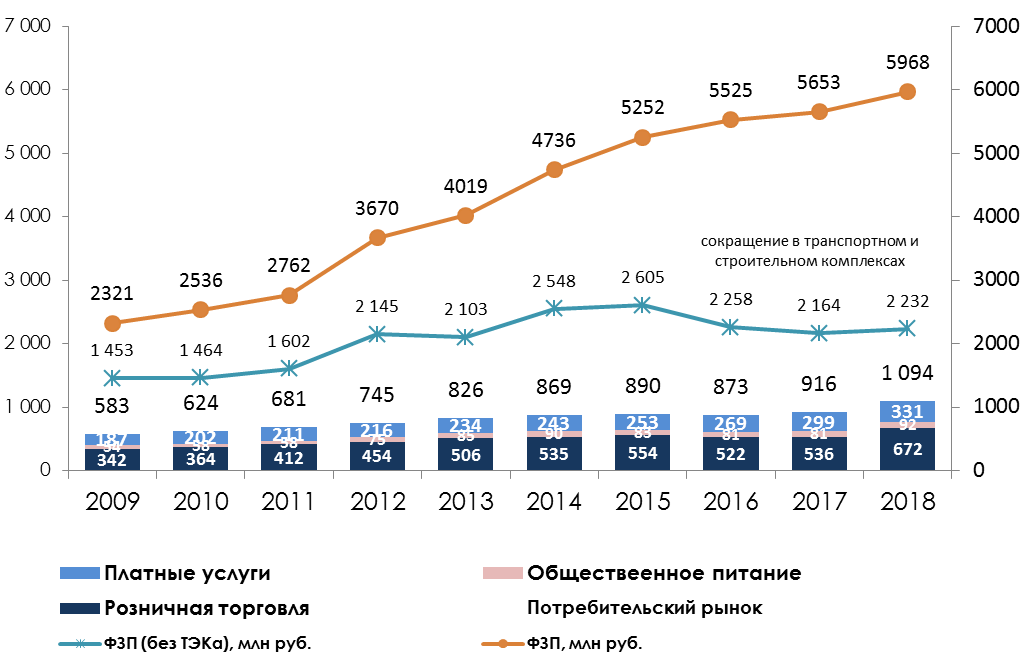 7 000
6 000
5 000
4 000
3 000
2 000
1 000
0
7000
6000
5000
4000
3000
2000
1000
0
2321 2536 2762 3670 4019 4736 5252 5525 5653 5968
сокращение в транспортном и
строительном комплексах
1 453 1 464 1 602 2 145 2 103 2 548 2 605 2 258 2 164 2 232
583 624 681 745 826 869 890 873 916 1 094
187 202 211 216 234 243 253 269 299 331
54 58 58 75 85 90 83 81 81 92
342 364 412 454 506 535 554 522 536 672
2009 2010 2011 2012 2013 2014 2015 2016 2017 2018
Платные услуги
Обществеенное питание
Розничная торговля
Потребительский рынок
ФЗП (без ТЭКа), млн руб.
ФЗП, млн руб.